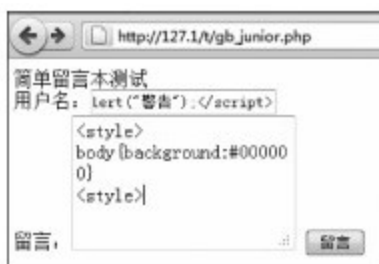 http://127.1/t/gb_junior.php
简单留言本测试
用户名：lert("警告");</script>
<style>
body{background:#00000
0}
<style>
留言：
留言